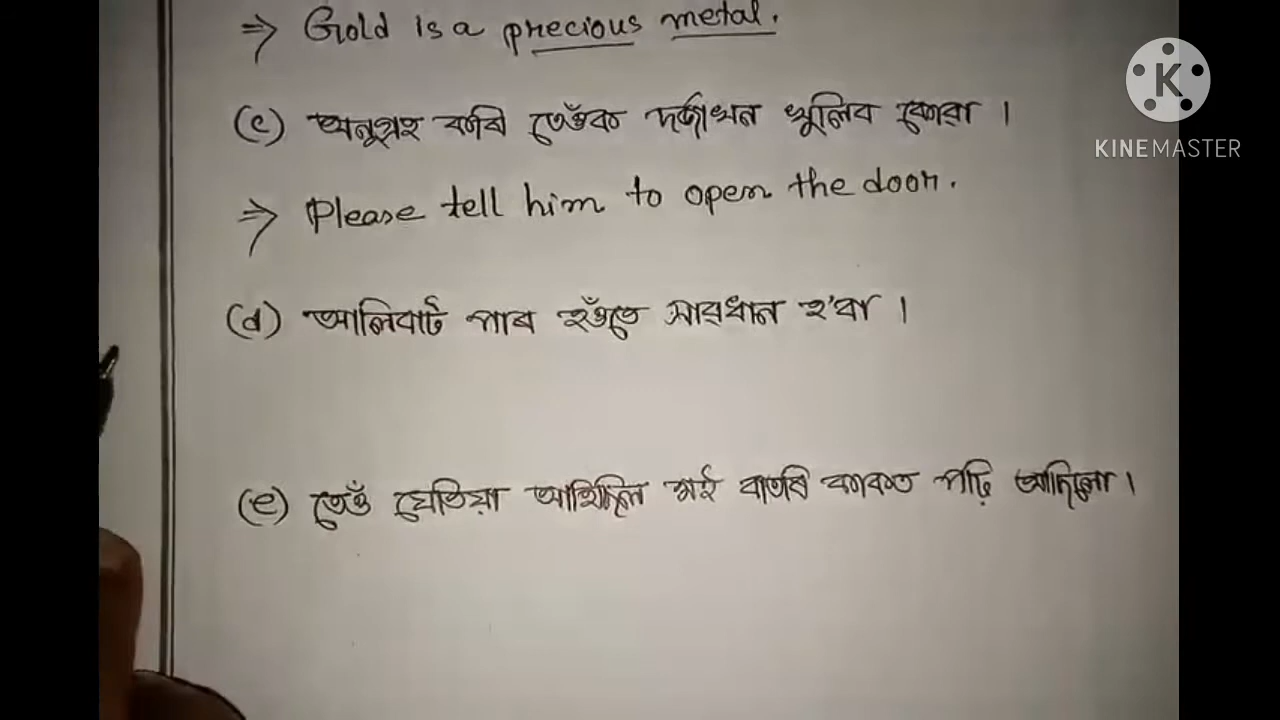 ⇒ Gold is a precious metal.
(c) অনুগ্ৰহ কৰি তেওঁক দৰ্জাখন খুলিব কোৱা ।
⇒ Please tell him to open the door.
(d) আলিবাট পাৰ হওঁতে সাৱধান হ'বা ।
(e) তেওঁ যেতিয়া আহিছিল মই বাতৰি কাকত পঢ়ি আছিলো ।
K
KINEMASTER